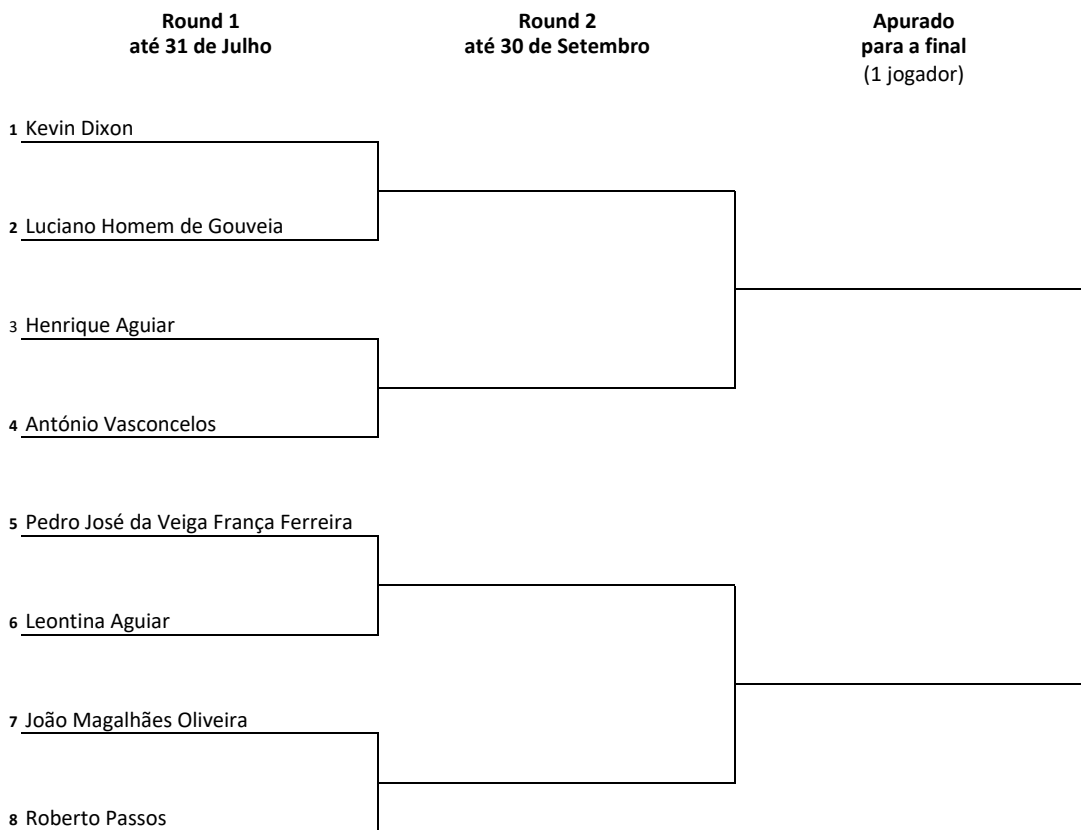 Round 1
até 31 de Julho
Round 2
até 30 de Setembro
Apurado
para a final
(1 jogador)
1 Kevin Dixon
2 Luciano Homem de Gouveia
3 Henrique Aguiar
4 António Vasconcelos
5 Pedro José da Veiga França Ferreira
6 Leontina Aguiar
7 João Magalhães Oliveira
8 Roberto Passos